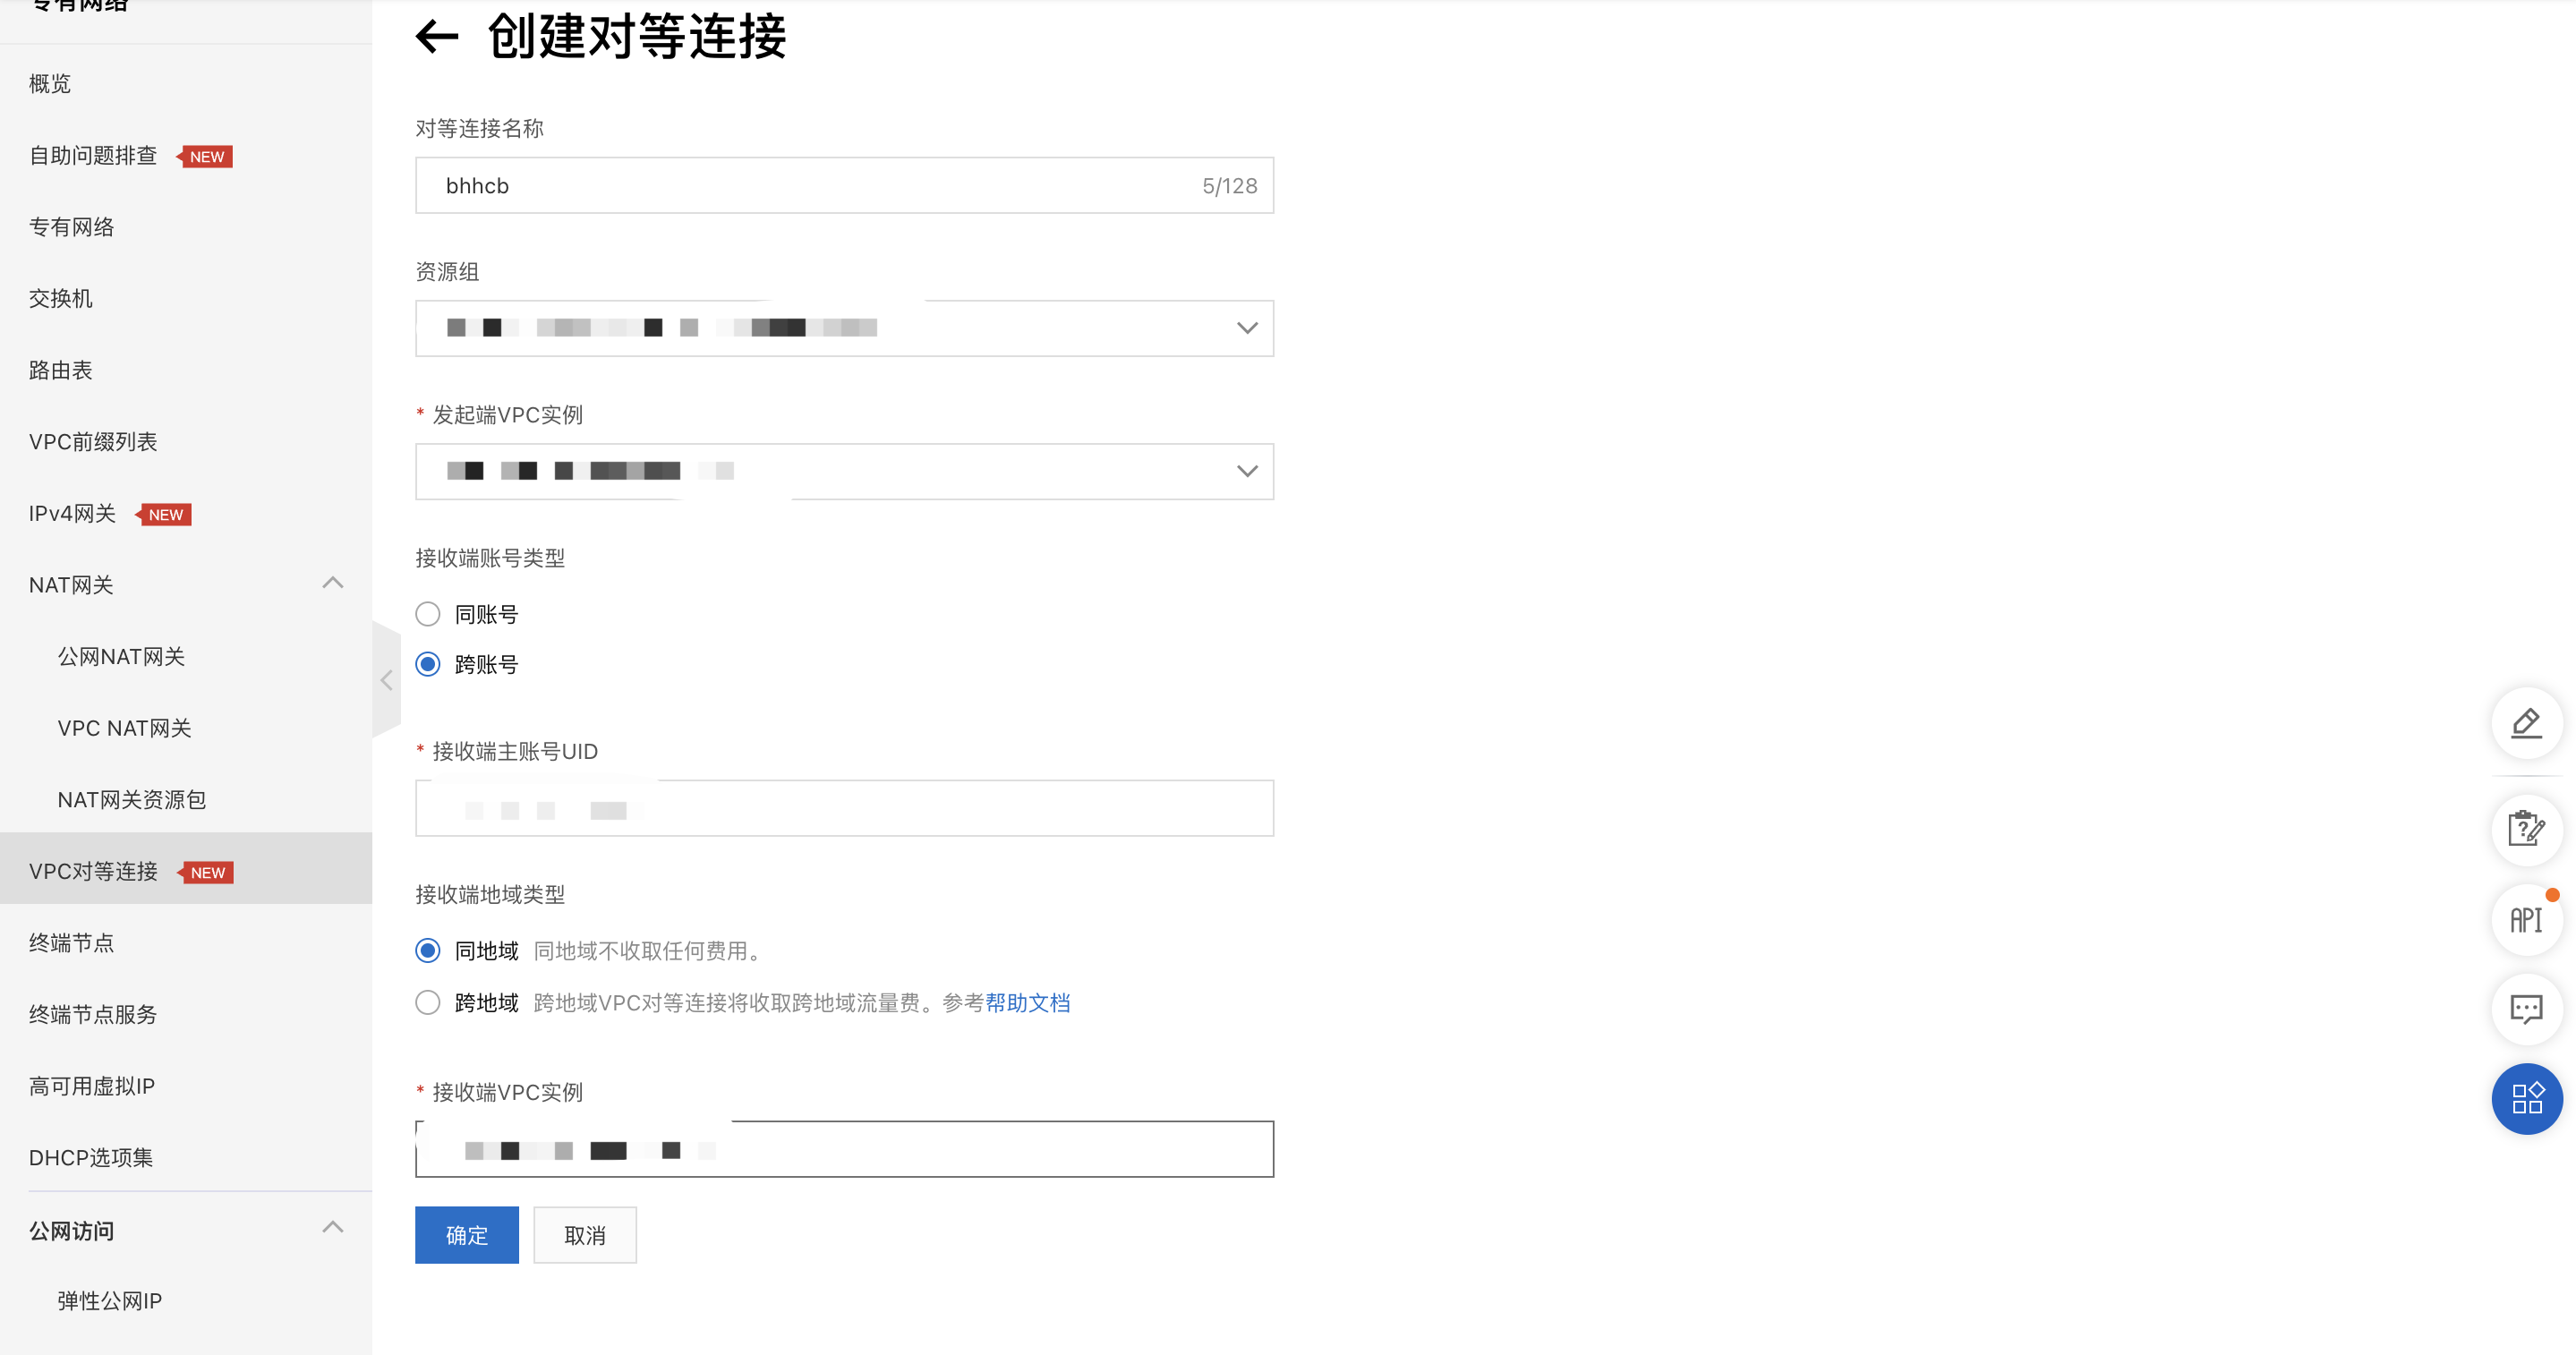 概览
自助问题排查 NEW
专有网络
交换机
路由表
VPC前缀列表
IPv4网关 NEW
NAT网关
公网NAT网关
VPC NAT网关
NAT网关资源包
VPC对等连接 NEW
终端节点
终端节点服务
高可用虚拟IP
DHCP选项集
公网访问
弹性公网IP
创建对等连接
对等连接名称
bhhcb 5/128
资源组
* 发起端VPC实例
接收端账号类型
同账号
跨账号
* 接收端主账号UID
接收端地域类型
同地域 同地域不收取任何费用。
跨地域 跨地域VPC对等连接将收取跨地域流量费。参考帮助文档
* 接收端VPC实例
确定 取消
API